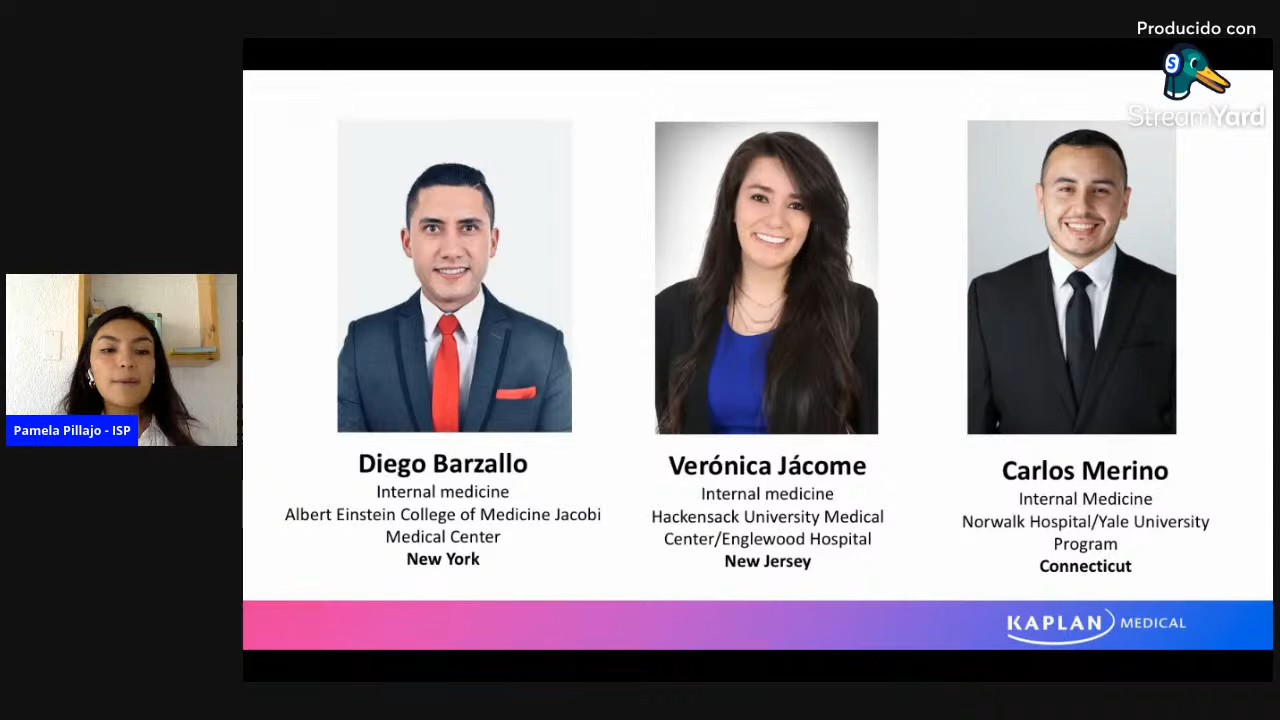 Producido con
StreamYard
Pamela Pillajo - ISP
Diego Barzallo
Internal medicine
Albert Einstein College of Medicine Jacobi
Medical Center
New York
Verónica Jácome
Internal medicine
Hackensack University Medical
Center/Englewood Hospital
New Jersey
Carlos Merino
Internal Medicine
Norwalk Hospital/Yale University
Program
Connecticut
KAPLAN MEDICAL